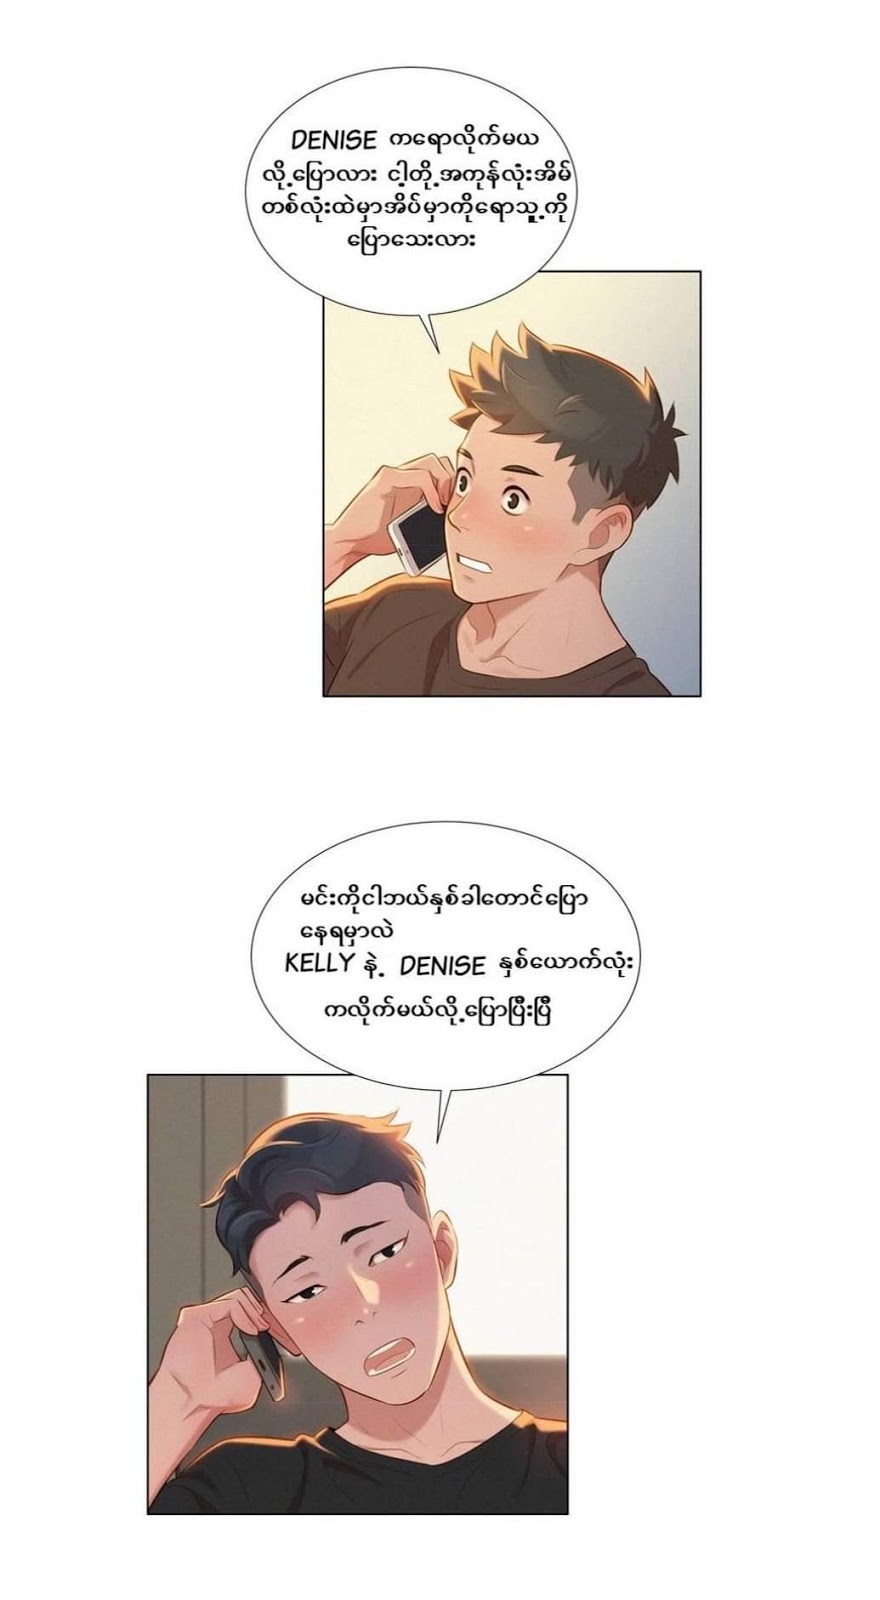 DENISE ကရောလိုက်မယ
လို့ပြောလား ငါ့တို့အကုန်လုံးအိမ်
တစ်လုံးထဲမှာအိပ်မှာကိုရောသူ့ကို
ပြောသေးလား
မင်းကိုငါဘယ်နှစ်ခါတောင်ပြော
နေရမှာလဲ
KELLY နဲ့ DENISE နှစ်ယောက်လုံး
ကလိုက်မယ်လို့ပြောပြီးပြီ